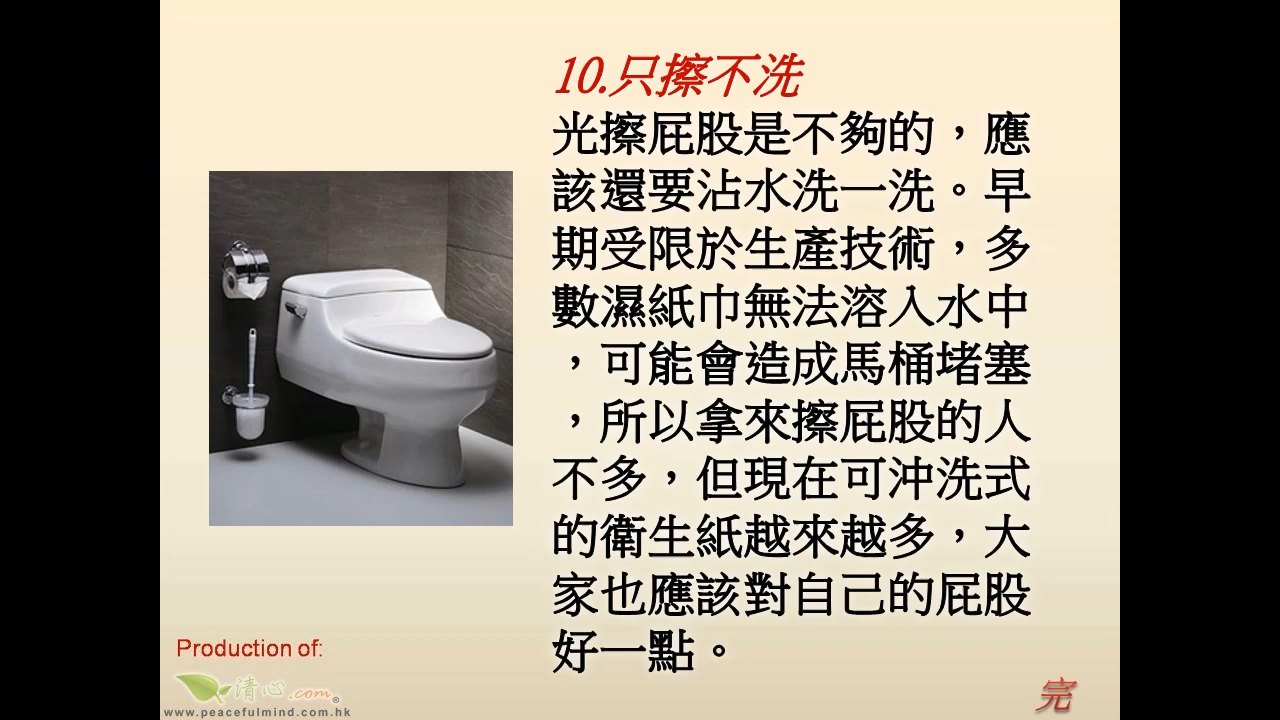 10.只擦不洗
光擦屁股是不夠的，應
該還要沾水洗一洗。早
期受限於生產技術，多
數濕紙巾無法溶入水中
，可能會造成馬桶堵塞
，所以拿來擦屁股的人
不多，但現在可沖洗式
的衛生紙越來越多，大
家也應該對自己的屁股
好一點。
Production of:
清心.com®
www.peacefulmind.com.hk
完